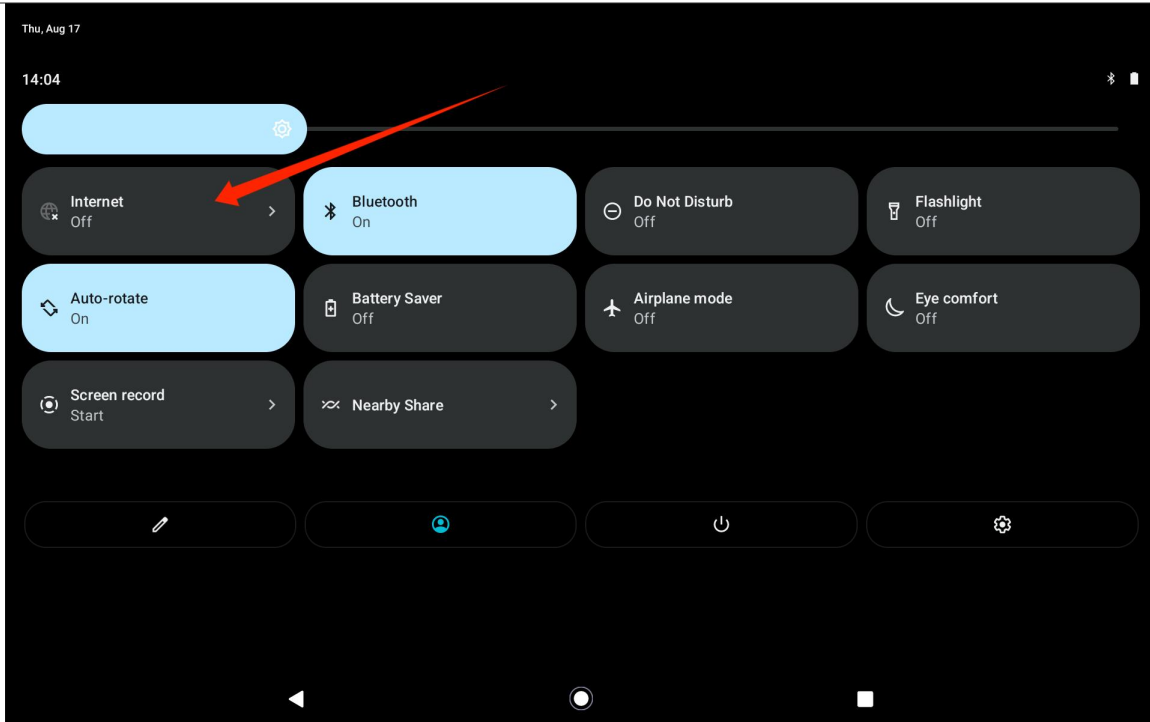 Thu, Aug 17
14:04
Internet
Off
Bluetooth
On
Do Not Disturb
Off
Flashlight
Off
Auto-rotate
On
Battery Saver
Off
Airplane mode
Off
Eye comfort
Off
Screen record
Start
Nearby Share